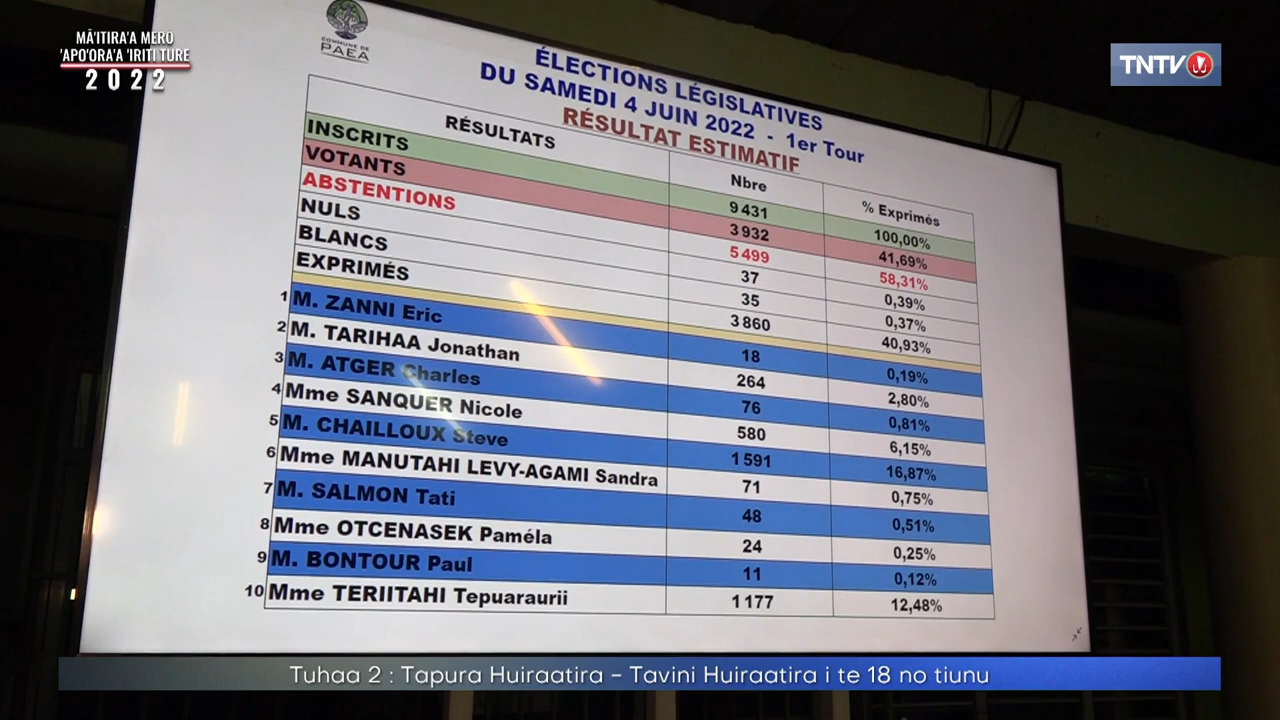 MĀ'ITIRA'A MERO
'APO'ORA'A 'IRITI TURE
2022
COMMUNE DE
PAEA
TNTV
ÉLECTIONS LÉGISLATIVES
DU SAMEDI 4 JUIN 2022 - 1er Tour
RÉSULTAT ESTIMATIF
RÉSULTATS Nbre % Exprimés
INSCRITS 9 431 100,00%
VOTANTS 3 932 41,69%
ABSTENTIONS 5 499 58,31%
NULS 37 0,39%
BLANCS 35 0,37%
EXPRIMÉS 3 860 40,93%
1 M. ZANNI Eric 18 0,19%
2 M. TARIHAA Jonathan 264 2,80%
3 M. ATGER Charles 76 0,81%
4 Mme SANQUER Nicole 580 6,15%
5 M. CHAILLOUX Steve 1 591 16,87%
6 Mme MANUTAHI LEVY-AGAMI Sandra 71 0,75%
7 M. SALMON Tati 48 0,51%
8 Mme OTCENASEK Paméla 24 0,25%
9 M. BONTOUR Paul 11 0,12%
10 Mme TERIITAHI Tepuaraurii 1 177 12,48%
Tuhaa 2 : Tapura Huiraatira – Tavini Huiraatira i te 18 no tiunu